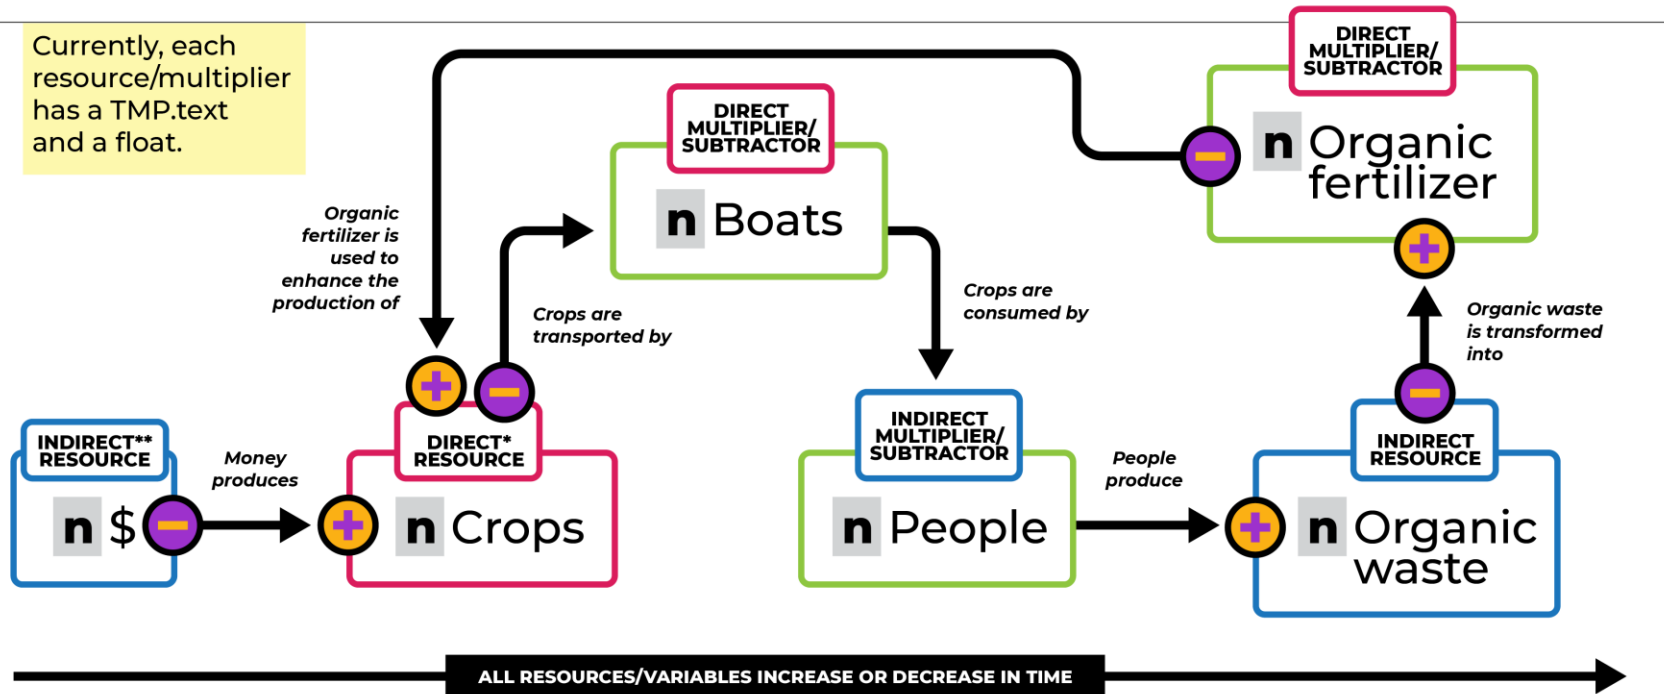 Currently, each
resource/multiplier
has a TMP.text
and a float.
DIRECT
MULTIPLIER/
SUBTRACTOR
n Boats
DIRECT
MULTIPLIER/
SUBTRACTOR
n Organic
fertilizer
−
+
Organic
fertilizer is
used to
enhance the
production of
Crops are
transported by
Crops are
consumed by
Organic waste
is transformed
into
INDIRECT**
RESOURCE
n $
−
Money
produces
+
−
DIRECT*
RESOURCE
+
n Crops
INDIRECT
MULTIPLIER/
SUBTRACTOR
n People
People
produce
−
INDIRECT
RESOURCE
+
n Organic
waste
ALL RESOURCES/VARIABLES INCREASE OR DECREASE IN TIME